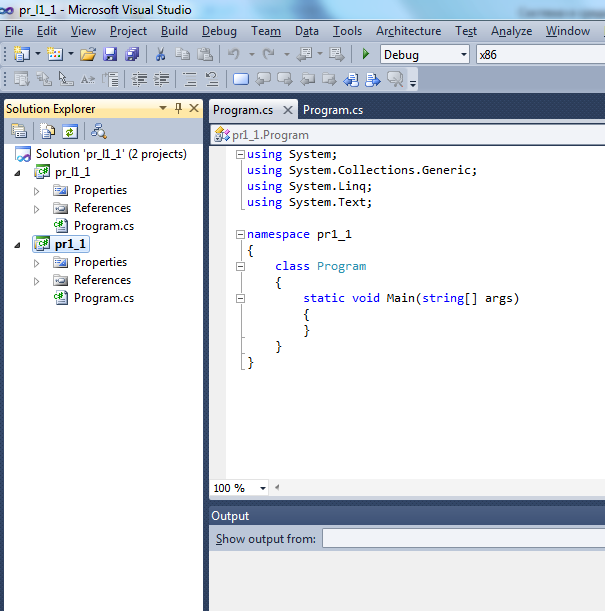 pr_l1_1 - Microsoft Visual Studio
File Edit View Project Build Debug Team Data Tools Architecture Test Analyze Window
Debug x86
Solution Explorer
Solution 'pr_l1_1' (2 projects)
pr_l1_1
Properties
References
Program.cs
pr1_1
Properties
References
Program.cs
Program.cs Program.cs
pr1_1.Program
using System;
using System.Collections.Generic;
using System.Linq;
using System.Text;
namespace pr1_1
{
class Program
{
static void Main(string[] args)
{
}
}
}
100 %
Output
Show output from: